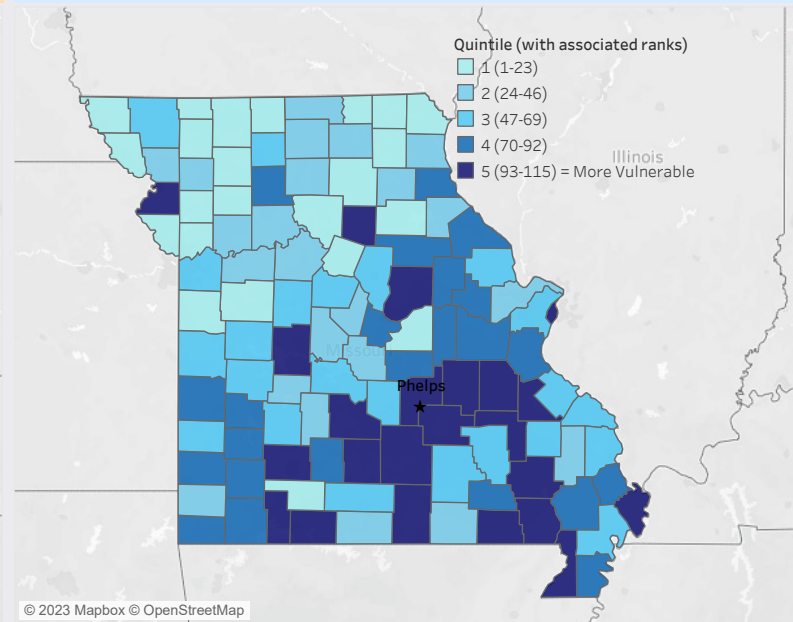 Quintile (with associated ranks)
1 (1-23)
2 (24-46)
3 (47-69)
4 (70-92)
5 (93-115) = More Vulnerable
Illinois
Missouri
Phelps
© 2023 Mapbox © OpenStreetMap